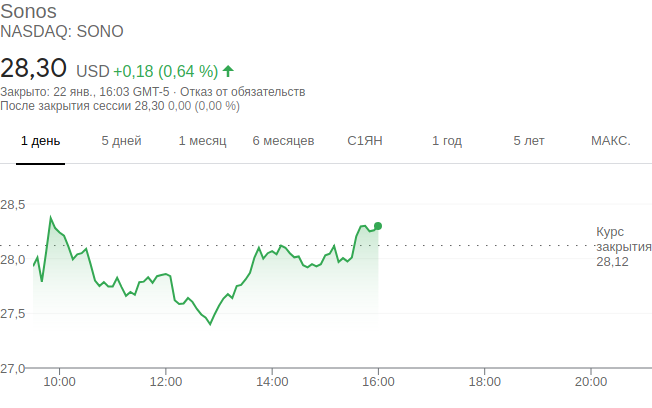 Sonos
NASDAQ: SONO
28,30 USD +0,18 (0,64 %)
Закрыто: 22 янв., 16:03 GMT-5 · Отказ от обязательств
После закрытия сессии 28,30 0,00 (0,00 %)
1 день 5 дней 1 месяц 6 месяцев С1ЯН 1 год 5 лет МАКС.
28,5
Курс
закрытия
28,12
28,0
27,5
27,0
10:00 12:00 14:00 16:00 18:00 20:00